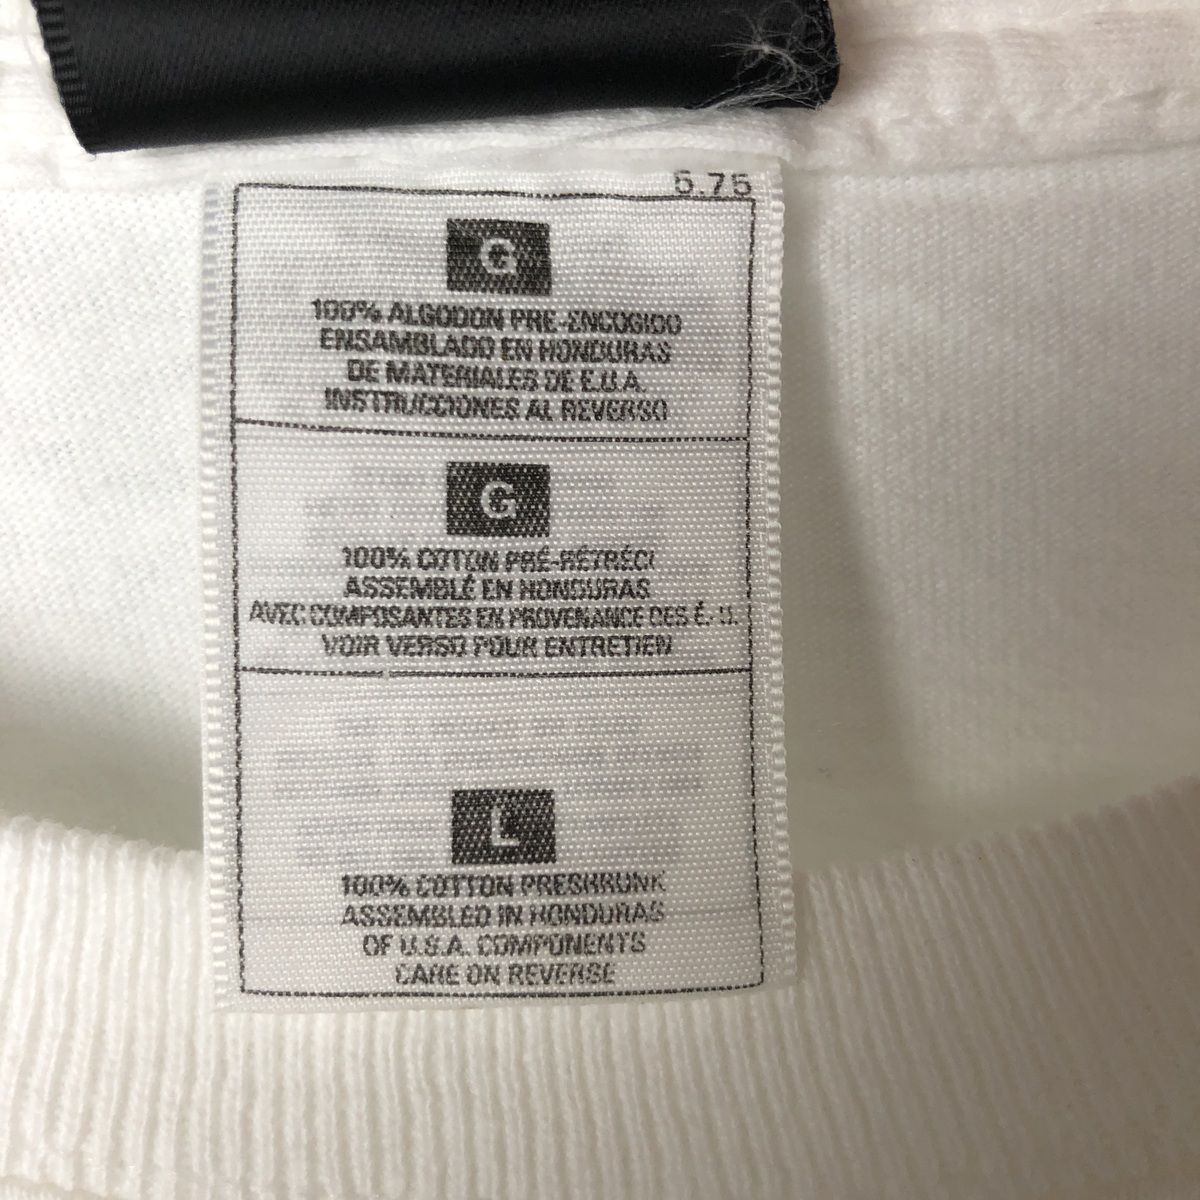 5.75
G
100% ALGODON PRE-ENCOGIDO
ENSAMBLADO EN HONDURAS
DE MATERIALES DE E.U.A.
INSTRUCCIONES AL REVERSO
G
100% COTON PRÉ-RÉTRÉCI
ASSEMBLÉ EN HONDURAS
AVEC COMPOSANTES EN PROVENANCE DES É.-U.
VOIR VERSO POUR ENTRETIEN
L
100% COTTON PRESHRUNK
ASSEMBLED IN HONDURAS
OF U.S.A. COMPONENTS
CARE ON REVERSE